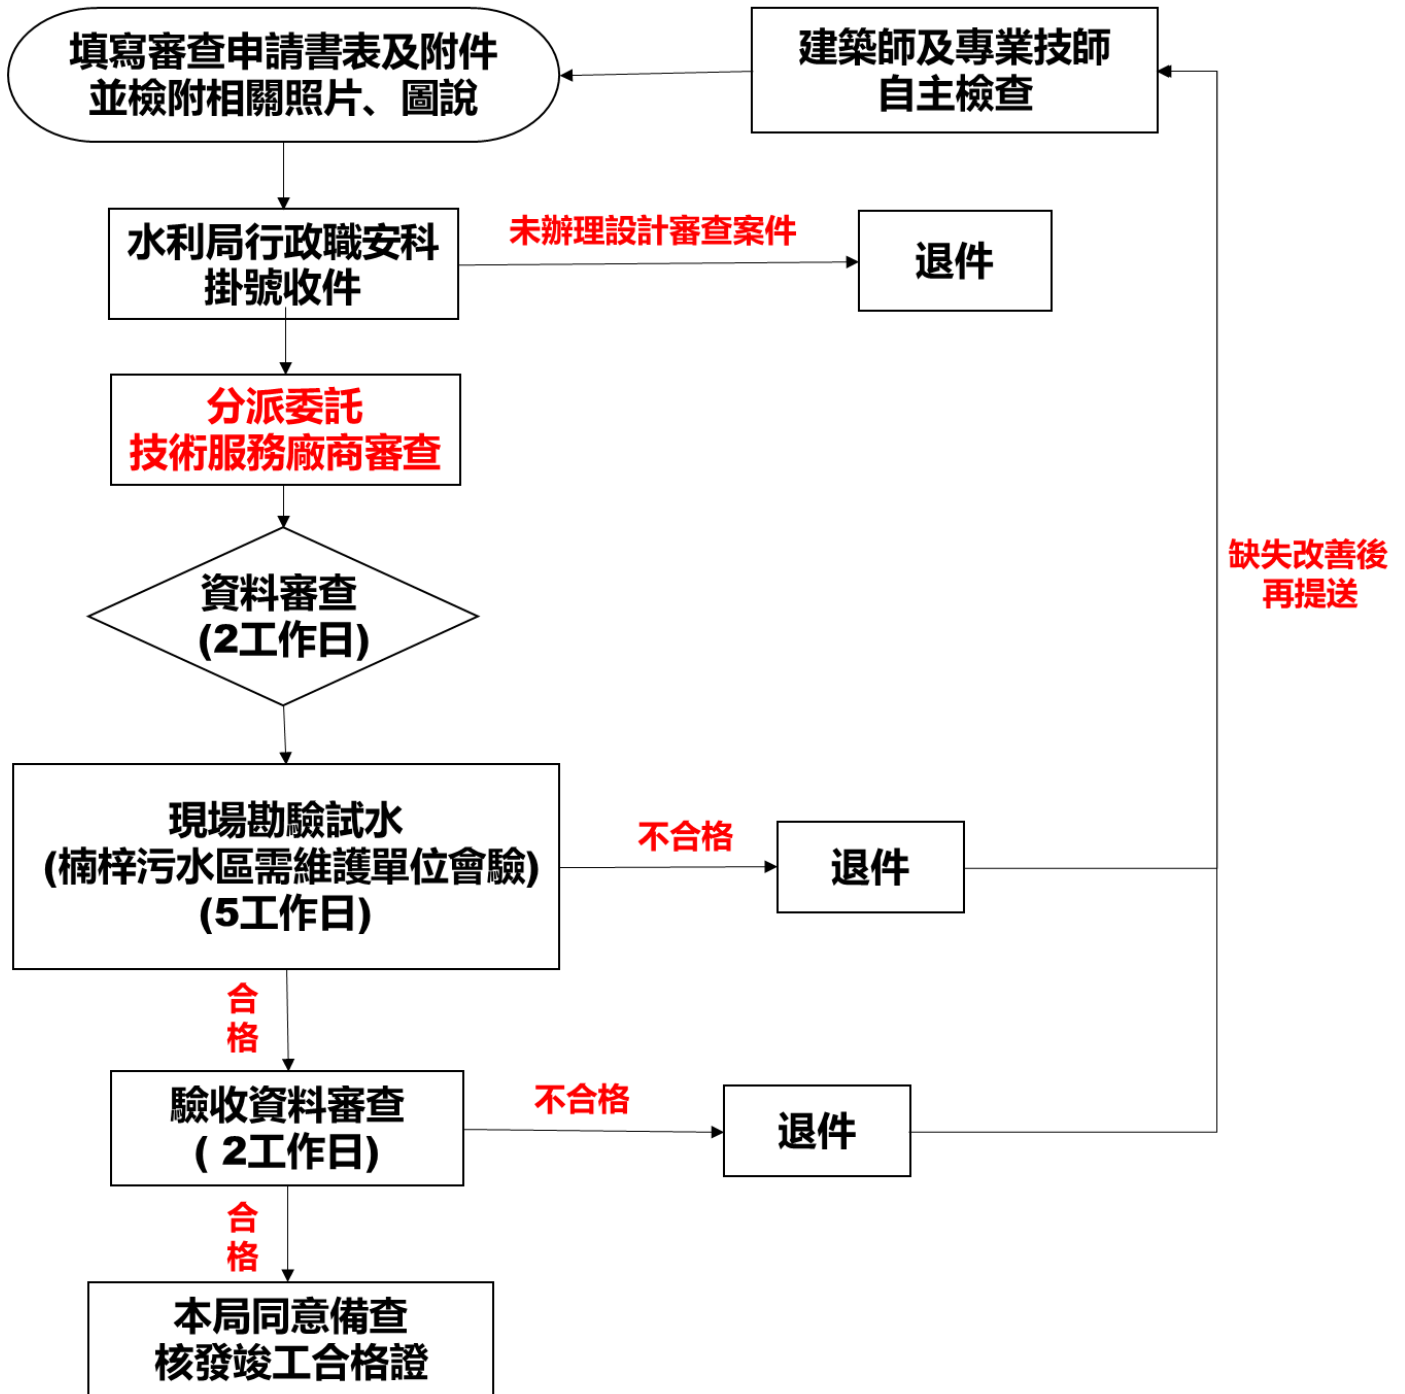 填寫審查申請書表及附件
並檢附相關照片、圖說
建築師及專業技師
自主檢查
水利局行政職安科
掛號收件
未辦理設計審查案件
退件
分派委託
技術服務廠商審查
資料審查
(2工作日)
缺失改善後
再提送
現場勘驗試水
(楠梓污水區需維護單位會驗)
(5工作日)
不合格
退件
合
格
驗收資料審查
( 2工作日)
不合格
退件
合
格
本局同意備查
核發竣工合格證